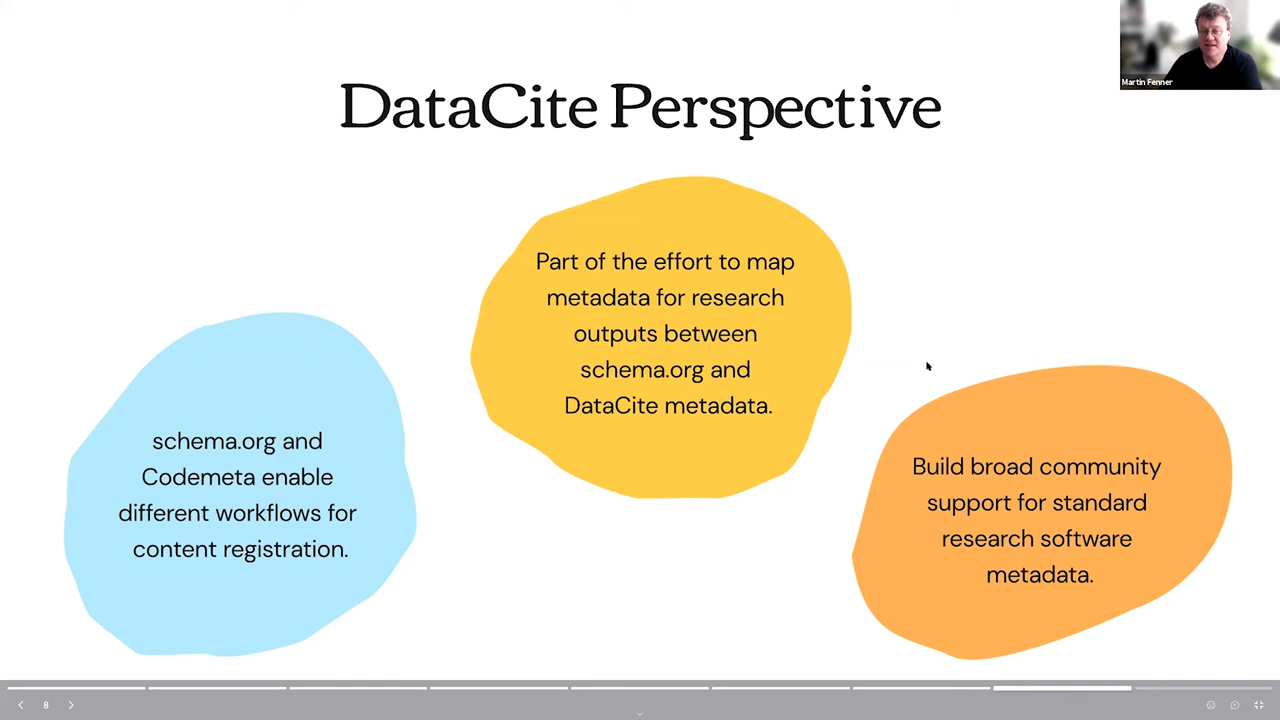 Martin Fenner
DataCite Perspective
schema.org and
Codemeta enable
different workflows for
content registration.
Part of the effort to map
metadata for research
outputs between
schema.org and
DataCite metadata.
Build broad community
support for standard
research software
metadata.
8